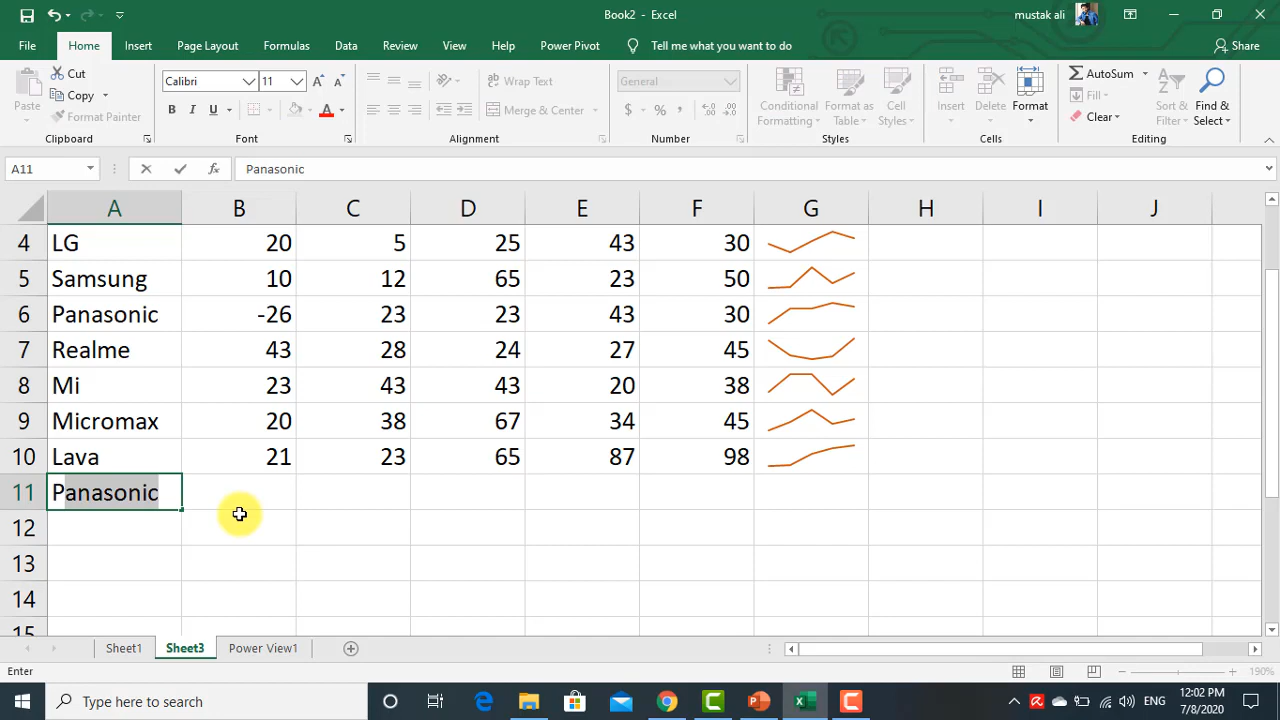 Book2 - Excel
mustak ali
File Home Insert Page Layout Formulas Data Review View Help Power Pivot Tell me what you want to do Share
Paste
Cut
Copy
Format Painter
Clipboard
Calibri 11
A A
B I U A
Font
ab Wrap Text
Merge & Center
Alignment
General
$ % , .00
Number
Conditional Formatting
Format as Table
Cell Styles
Styles
Insert Delete Format
Cells
AutoSum
Fill
Clear
Sort & Filter
Find & Select
Editing
A11 fx Panasonic
A B C D E F G H I J
4 LG 20 5 25 43 30
5 Samsung 10 12 65 23 50
6 Panasonic -26 23 23 43 30
7 Realme 43 28 24 27 45
8 Mi 23 43 43 20 38
9 Micromax 20 38 67 34 45
10 Lava 21 23 65 87 98
11 Panasonic
12
13
14
15
Sheet1 Sheet3 Power View1
Enter 190%
Type here to search
ENG
12:02 PM
7/8/2020